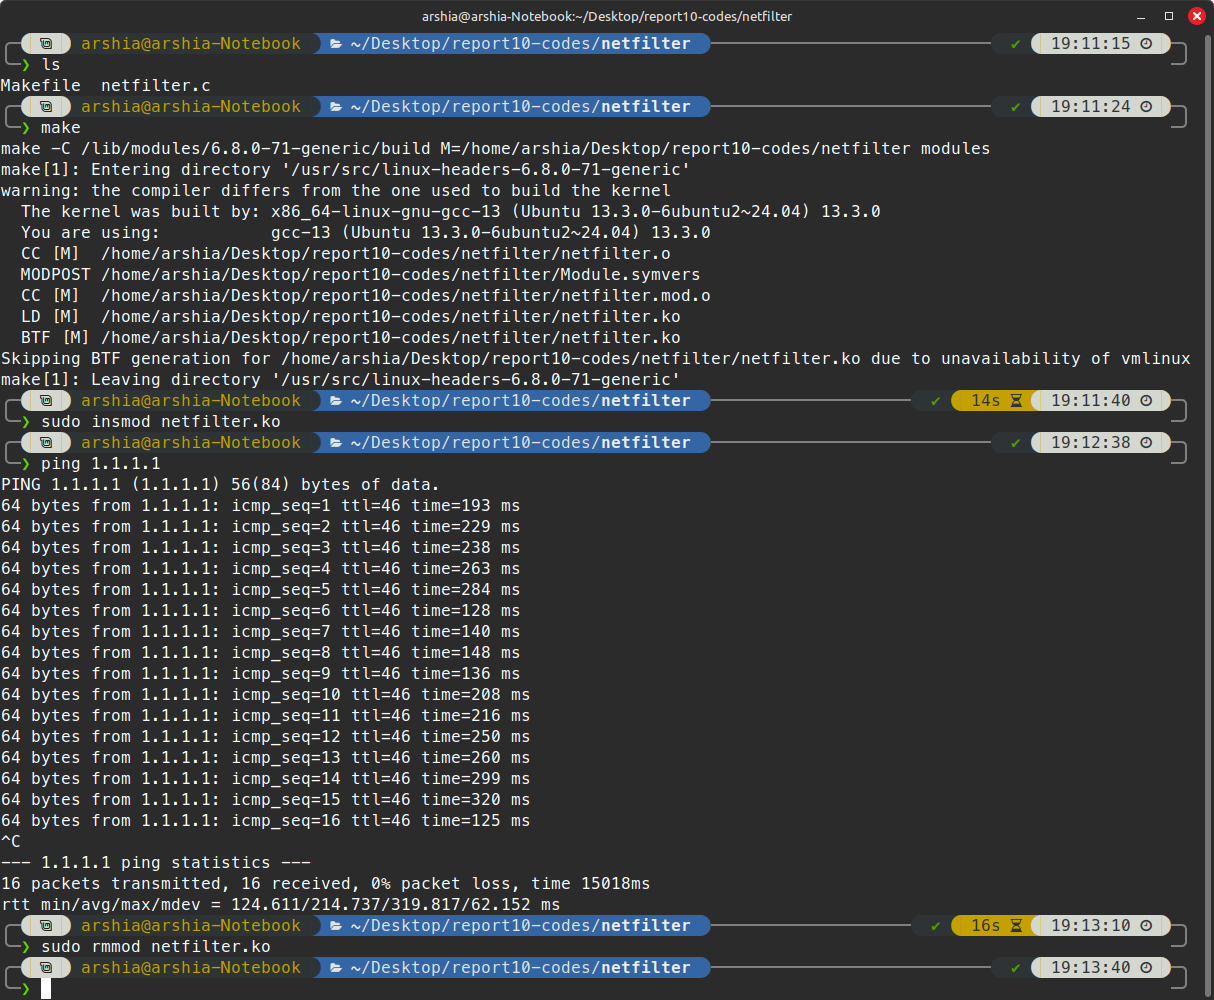 arshia@arshia-Notebook:~/Desktop/report10-codes/netfilter
arshia@arshia-Notebook ~/Desktop/report10-codes/netfilter ✔ 19:11:15
❯ ls
Makefile  netfilter.c
arshia@arshia-Notebook ~/Desktop/report10-codes/netfilter ✔ 19:11:24
❯ make
make -C /lib/modules/6.8.0-71-generic/build M=/home/arshia/Desktop/report10-codes/netfilter modules
make[1]: Entering directory '/usr/src/linux-headers-6.8.0-71-generic'
warning: the compiler differs from the one used to build the kernel
  The kernel was built by: x86_64-linux-gnu-gcc-13 (Ubuntu 13.3.0-6ubuntu2~24.04) 13.3.0
  You are using:           gcc-13 (Ubuntu 13.3.0-6ubuntu2~24.04) 13.3.0
  CC [M]  /home/arshia/Desktop/report10-codes/netfilter/netfilter.o
  MODPOST /home/arshia/Desktop/report10-codes/netfilter/Module.symvers
  CC [M]  /home/arshia/Desktop/report10-codes/netfilter/netfilter.mod.o
  LD [M]  /home/arshia/Desktop/report10-codes/netfilter/netfilter.ko
  BTF [M] /home/arshia/Desktop/report10-codes/netfilter/netfilter.ko
Skipping BTF generation for /home/arshia/Desktop/report10-codes/netfilter/netfilter.ko due to unavailability of vmlinux
make[1]: Leaving directory '/usr/src/linux-headers-6.8.0-71-generic'
arshia@arshia-Notebook ~/Desktop/report10-codes/netfilter ✔ 14s 19:11:40
❯ sudo insmod netfilter.ko
arshia@arshia-Notebook ~/Desktop/report10-codes/netfilter ✔ 19:12:38
❯ ping 1.1.1.1
PING 1.1.1.1 (1.1.1.1) 56(84) bytes of data.
64 bytes from 1.1.1.1: icmp_seq=1 ttl=46 time=193 ms
64 bytes from 1.1.1.1: icmp_seq=2 ttl=46 time=229 ms
64 bytes from 1.1.1.1: icmp_seq=3 ttl=46 time=238 ms
64 bytes from 1.1.1.1: icmp_seq=4 ttl=46 time=263 ms
64 bytes from 1.1.1.1: icmp_seq=5 ttl=46 time=284 ms
64 bytes from 1.1.1.1: icmp_seq=6 ttl=46 time=128 ms
64 bytes from 1.1.1.1: icmp_seq=7 ttl=46 time=140 ms
64 bytes from 1.1.1.1: icmp_seq=8 ttl=46 time=148 ms
64 bytes from 1.1.1.1: icmp_seq=9 ttl=46 time=136 ms
64 bytes from 1.1.1.1: icmp_seq=10 ttl=46 time=208 ms
64 bytes from 1.1.1.1: icmp_seq=11 ttl=46 time=216 ms
64 bytes from 1.1.1.1: icmp_seq=12 ttl=46 time=250 ms
64 bytes from 1.1.1.1: icmp_seq=13 ttl=46 time=260 ms
64 bytes from 1.1.1.1: icmp_seq=14 ttl=46 time=299 ms
64 bytes from 1.1.1.1: icmp_seq=15 ttl=46 time=320 ms
64 bytes from 1.1.1.1: icmp_seq=16 ttl=46 time=125 ms
^C
--- 1.1.1.1 ping statistics ---
16 packets transmitted, 16 received, 0% packet loss, time 15018ms
rtt min/avg/max/mdev = 124.611/214.737/319.817/62.152 ms
arshia@arshia-Notebook ~/Desktop/report10-codes/netfilter ✔ 16s 19:13:10
❯ sudo rmmod netfilter.ko
arshia@arshia-Notebook ~/Desktop/report10-codes/netfilter ✔ 19:13:40
❯